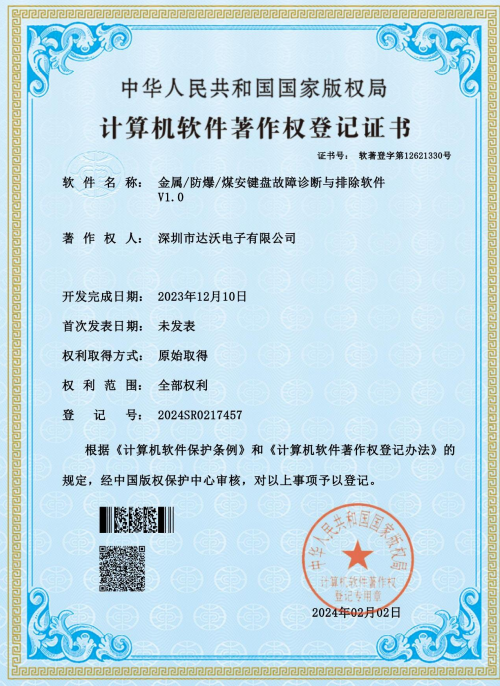 中华人民共和国国家版权局
计算机软件著作权登记证书
证书号： 软著登字第12621330号
软件名称： 金属/防爆/煤安键盘故障诊断与排除软件
V1.0
著作权人： 深圳市达沃电子有限公司
开发完成日期： 2023年12月10日
首次发表日期： 未发表
权利取得方式： 原始取得
权利范围： 全部权利
登记号： 2024SR0217457
根据《计算机软件保护条例》和《计算机软件著作权登记办法》的
规定，经中国版权保护中心审核，对以上事项予以登记。
中华人民共和国国家版权局
计算机软件著作权
登记专用章
2024年02月02日